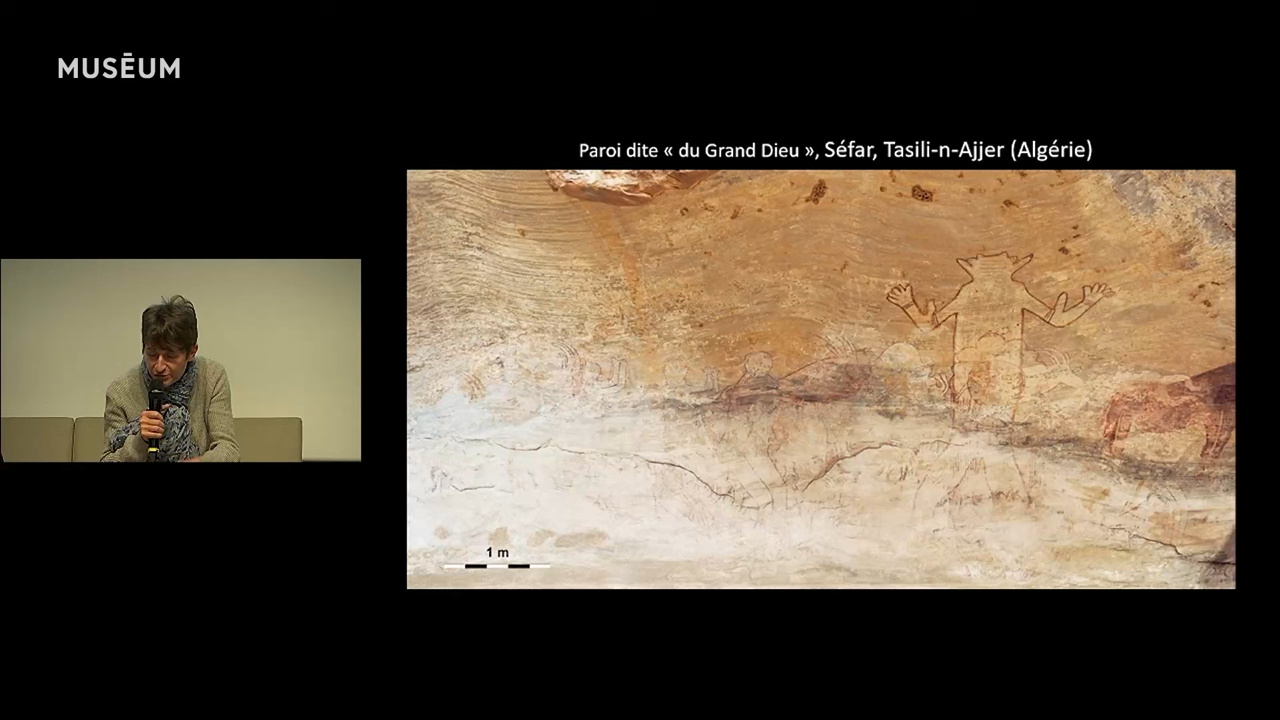 MUSĒUM
Paroi dite « du Grand Dieu », Séfar, Tasili-n-Ajjer (Algérie)
1 m